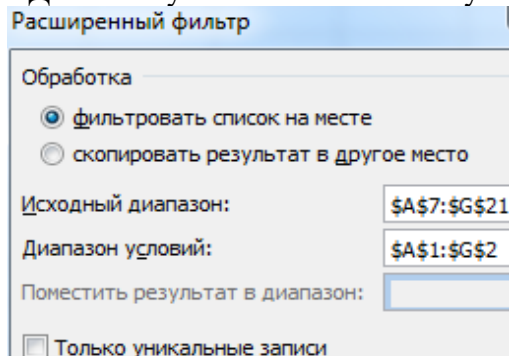 Расширенный фильтр
Обработка
фильтровать список на месте
скопировать результат в другое место
Исходный диапазон: $A$7:$G$21
Диапазон условий: $A$1:$G$2
Поместить результат в диапазон:
Только уникальные записи